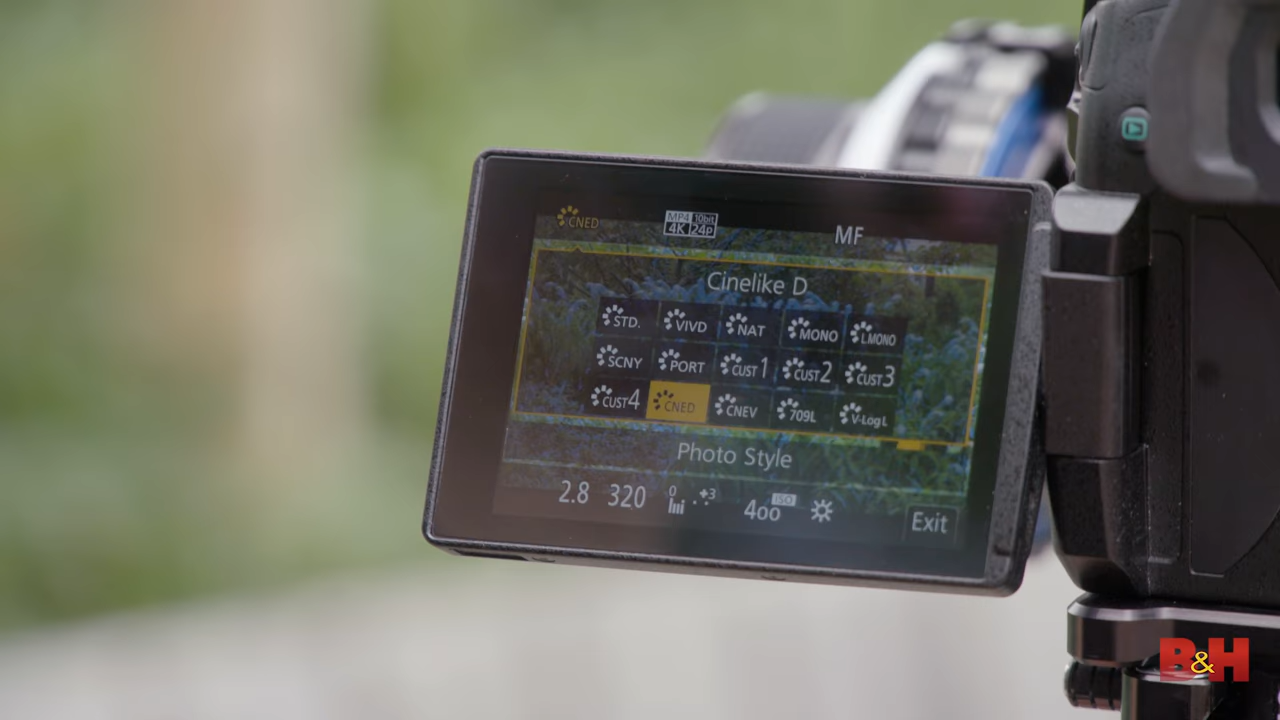 CNED MP4 10bit 4K 24p MF
Cinelike D
STD. VIVD NAT MONO LMONO
SCNY PORT CUST1 CUST2 CUST3
CUST4 CNED CNEV 709L V-Log L
Photo Style
2.8 320 0 +3 400 ISO Exit
B&H